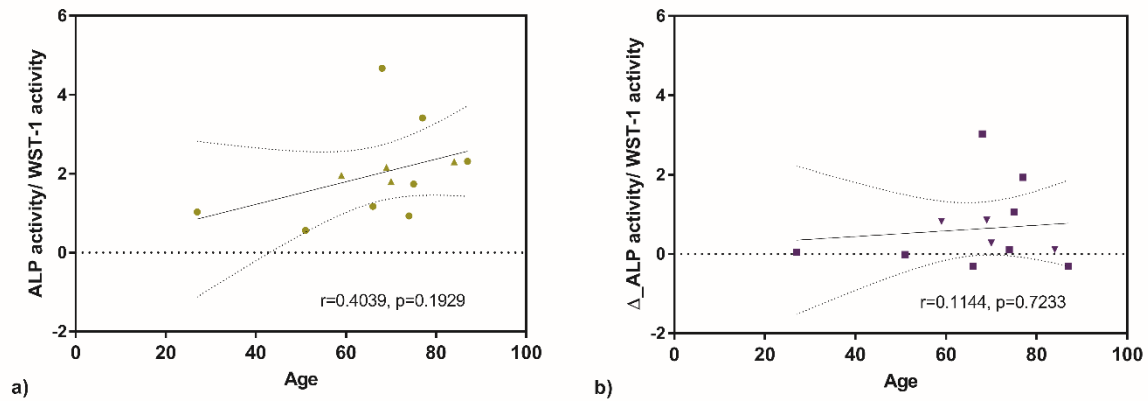 ALP activity/ WST-1 activity
6
4
2
0
-2
r=0.4039, p=0.1929
0 20 40 60 80 100
Age
a)
Δ_ALP activity/ WST-1 activity
6
4
2
0
-2
r=0.1144, p=0.7233
0 20 40 60 80 100
Age
b)